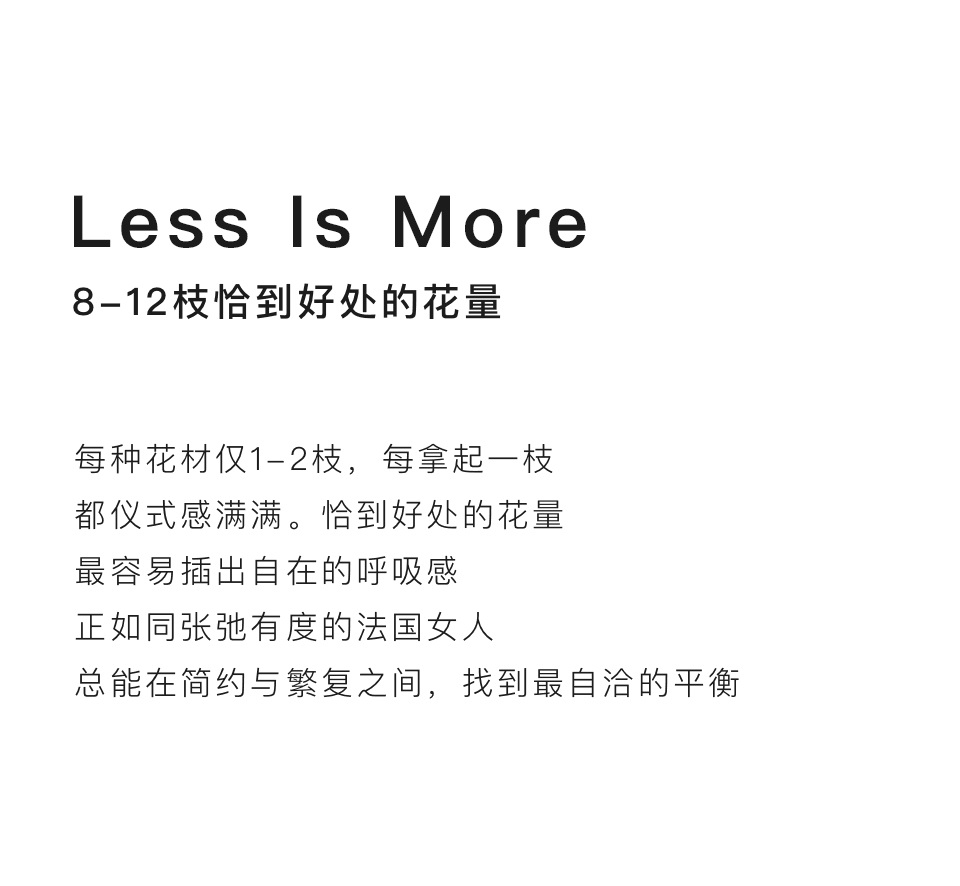 Less Is More
8-12枝恰到好处的花量
每种花材仅1-2枝，每拿起一枝
都仪式感满满。恰到好处的花量
最容易插出自在的呼吸感
正如同张弛有度的法国女人
总能在简约与繁复之间，找到最自洽的平衡